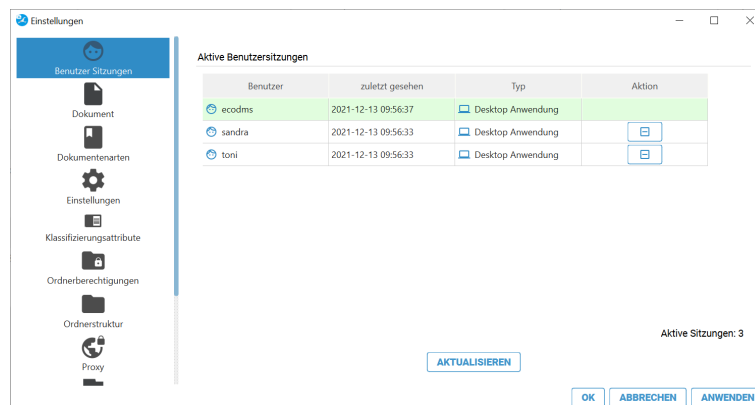 Einstellungen
Benutzer Sitzungen
Dokument
Dokumentenarten
Einstellungen
Klassifizierungsattribute
Ordnerberechtigungen
Ordnerstruktur
Proxy
Aktive Benutzersitzungen
Benutzer zuletzt gesehen Typ Aktion
ecodms 2021-12-13 09:56:37 Desktop Anwendung
sandra 2021-12-13 09:56:33 Desktop Anwendung
toni 2021-12-13 09:56:33 Desktop Anwendung
Aktive Sitzungen: 3
AKTUALISIEREN
OK ABBRECHEN ANWENDEN